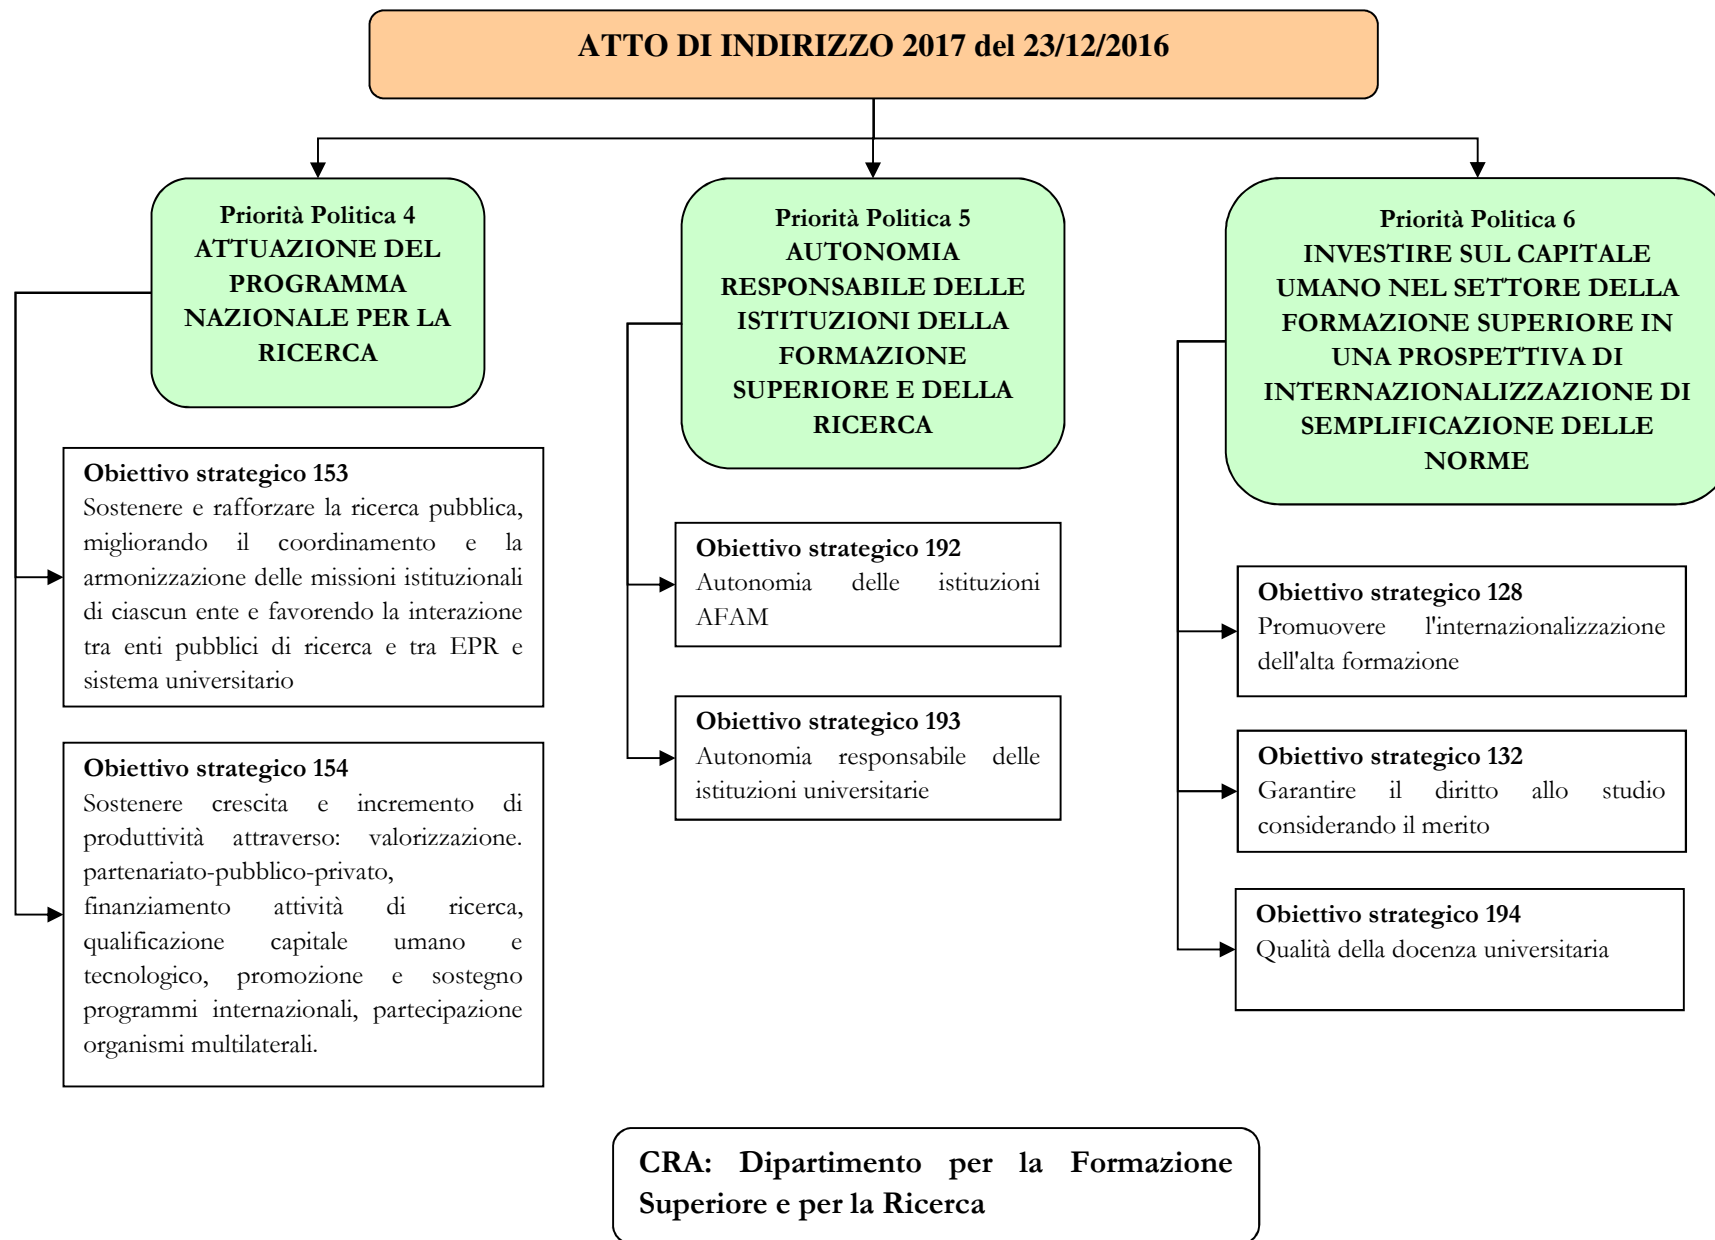 ATTO DI INDIRIZZO 2017 del 23/12/2016
Priorità Politica 4
ATTUAZIONE DEL
PROGRAMMA
NAZIONALE PER LA
RICERCA
Obiettivo strategico 153
Sostenere e rafforzare la ricerca pubblica,
migliorando il coordinamento e la
armonizzazione delle missioni istituzionali
di ciascun ente e favorendo la interazione
tra enti pubblici di ricerca e tra EPR e
sistema universitario
Obiettivo strategico 154
Sostenere crescita e incremento di
produttività attraverso: valorizzazione.
partenariato-pubblico-privato,
finanziamento attività di ricerca,
qualificazione capitale umano e
tecnologico, promozione e sostegno
programmi internazionali, partecipazione
organismi multilaterali.
Priorità Politica 5
AUTONOMIA
RESPONSABILE DELLE
ISTITUZIONI DELLA
FORMAZIONE
SUPERIORE E DELLA
RICERCA
Obiettivo strategico 192
Autonomia delle istituzioni
AFAM
Obiettivo strategico 193
Autonomia responsabile delle
istituzioni universitarie
Priorità Politica 6
INVESTIRE SUL CAPITALE
UMANO NEL SETTORE DELLA
FORMAZIONE SUPERIORE IN
UNA PROSPETTIVA DI
INTERNAZIONALIZZAZIONE DI
SEMPLIFICAZIONE DELLE
NORME
Obiettivo strategico 128
Promuovere l'internazionalizzazione
dell'alta formazione
Obiettivo strategico 132
Garantire il diritto allo studio
considerando il merito
Obiettivo strategico 194
Qualità della docenza universitaria
CRA: Dipartimento per la Formazione
Superiore e per la Ricerca